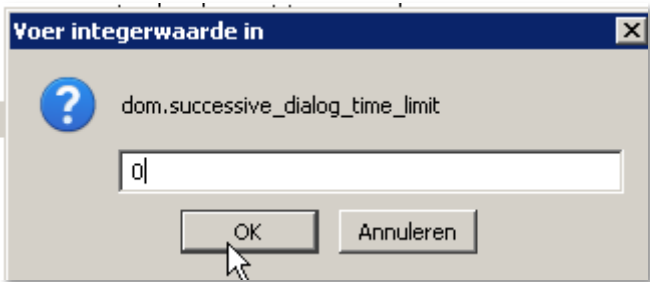 Voer integerwaarde in
dom.successive_dialog_time_limit
0
OK
Annuleren